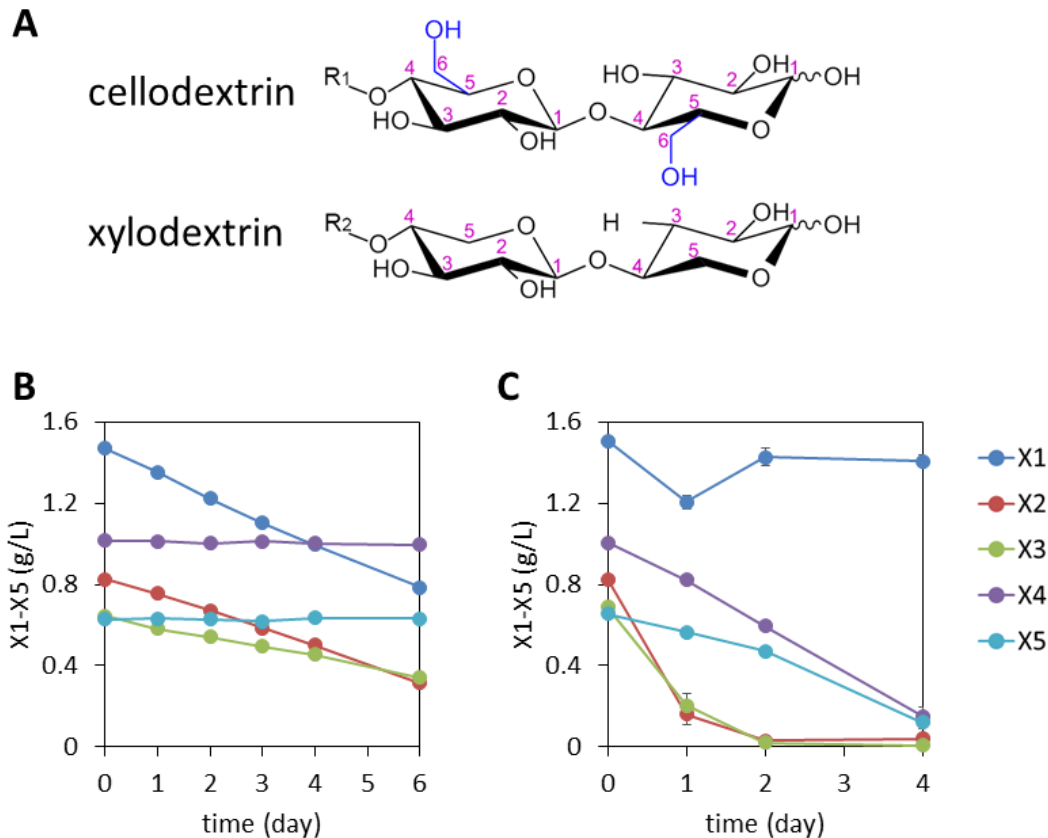 A
cellodextrin
R1 O HO 4 6 OH 5 3 2 OH O 1 O HO 3 4 5 6 OH 2 OH 1 OH O
xylodextrin
R2 O HO 4 5 3 2 OH O 1 O H 3 4 5 2 OH 1 OH O
B
X1-X5 (g/L)
1.6
1.2
0.8
0.4
0
0 1 2 3 4 5 6
time (day)
C
X1-X5 (g/L)
1.6
1.2
0.8
0.4
0
0 1 2 3 4
time (day)
X1
X2
X3
X4
X5